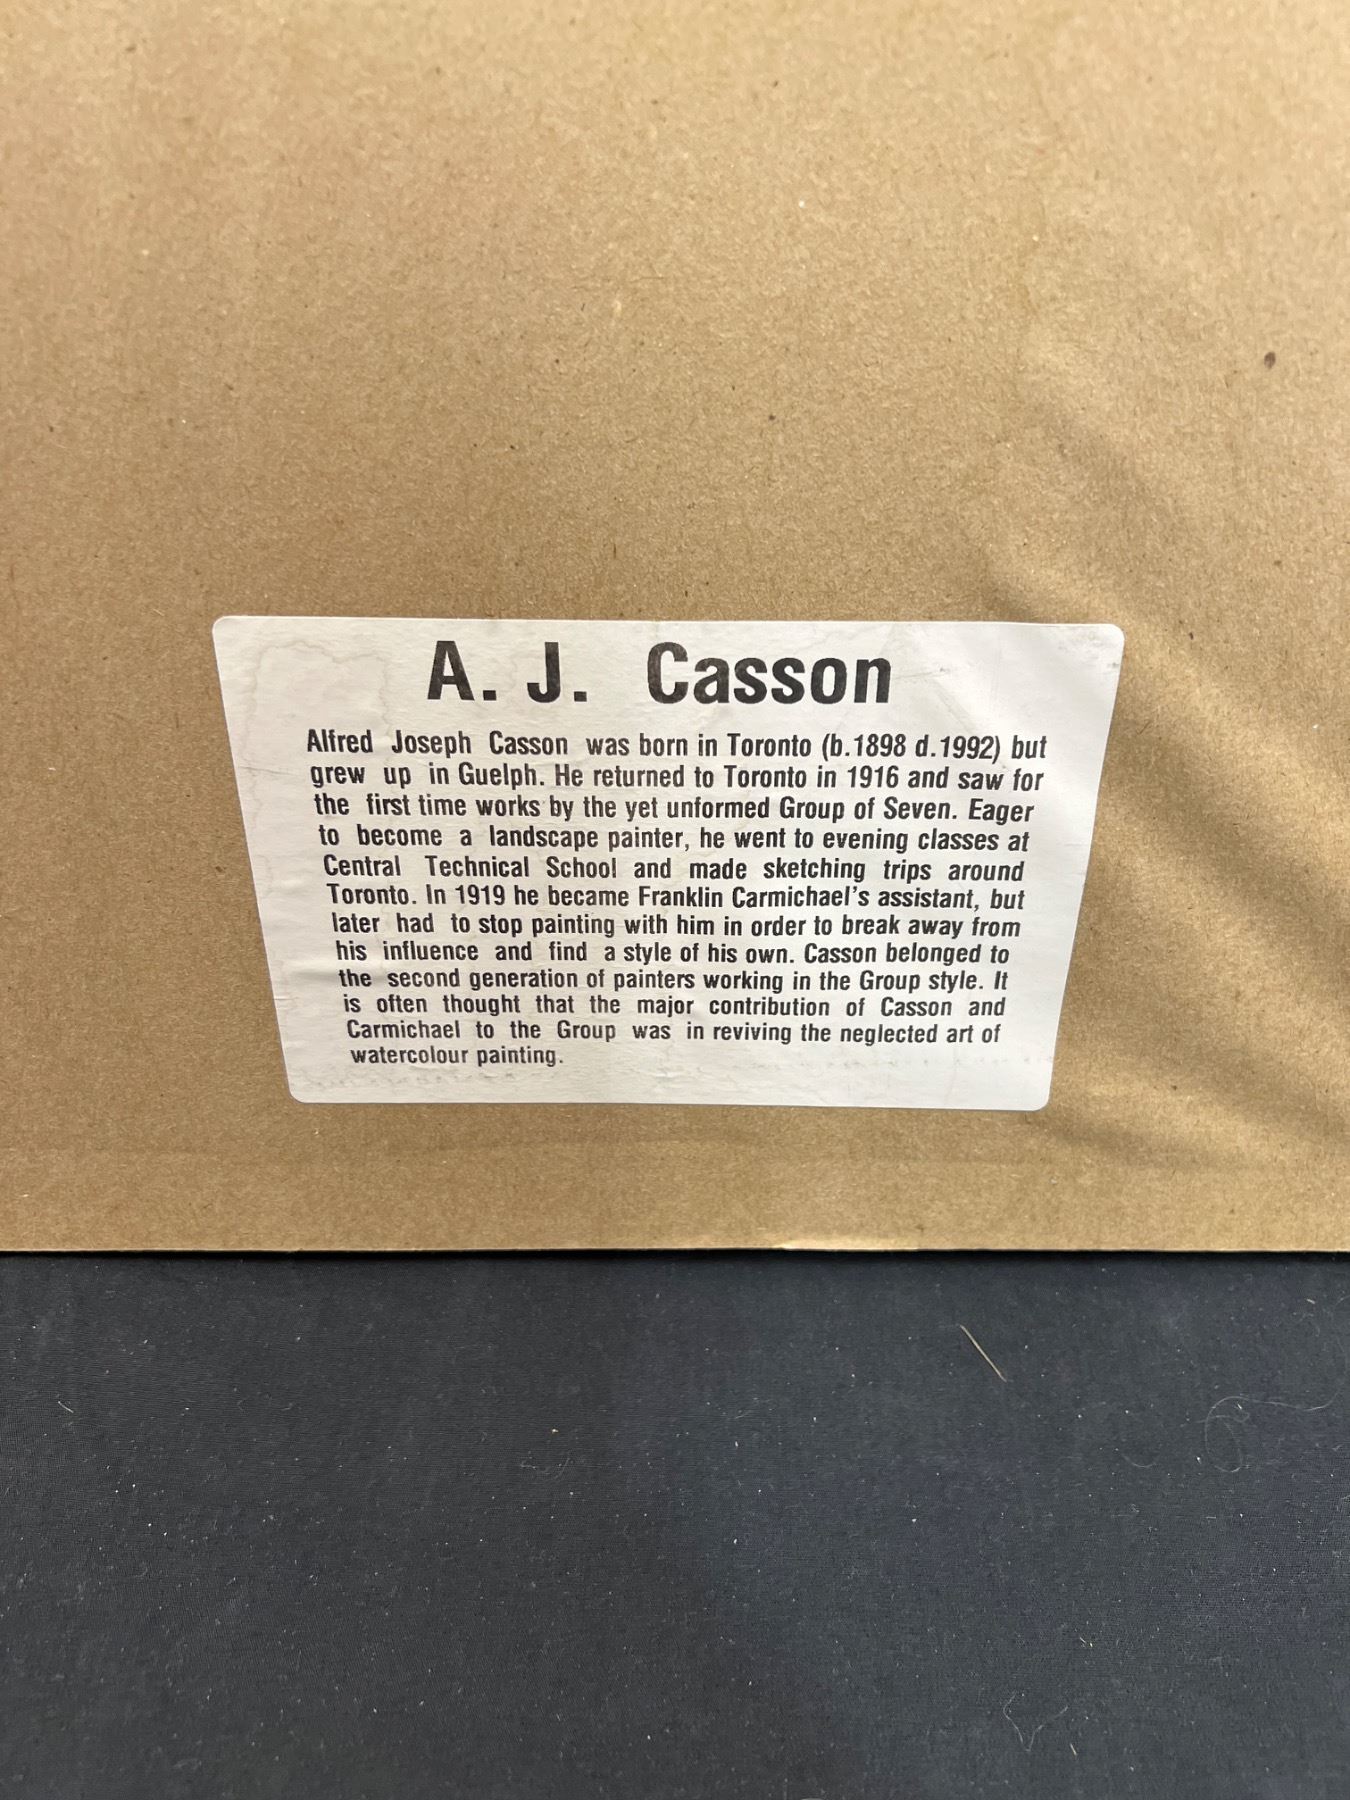 A. J. Casson
Alfred Joseph Casson was born in Toronto (b.1898 d.1992) but
grew up in Guelph. He returned to Toronto in 1916 and saw for
the first time works by the yet unformed Group of Seven. Eager
to become a landscape painter, he went to evening classes at
Central Technical School and made sketching trips around
Toronto. In 1919 he became Franklin Carmichael's assistant, but
later had to stop painting with him in order to break away from
his influence and find a style of his own. Casson belonged to
the second generation of painters working in the Group style. It
is often thought that the major contribution of Casson and
Carmichael to the Group was in reviving the neglected art of
watercolour painting.